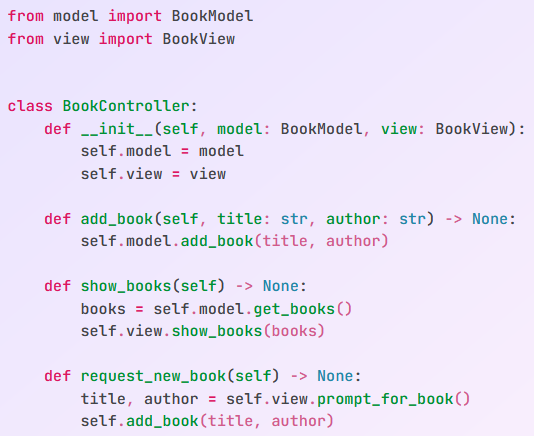 from model import BookModel
from view import BookView
class BookController:
    def __init__(self, model: BookModel, view: BookView):
        self.model = model
        self.view = view
    def add_book(self, title: str, author: str) -> None:
        self.model.add_book(title, author)
    def show_books(self) -> None:
        books = self.model.get_books()
        self.view.show_books(books)
    def request_new_book(self) -> None:
        title, author = self.view.prompt_for_book()
        self.add_book(title, author)